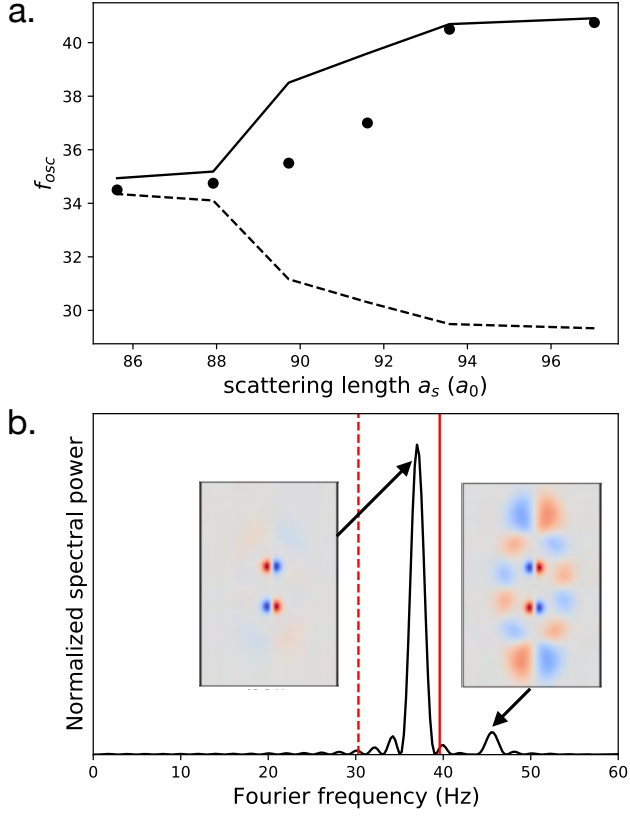 a.
40
38
36
34
32
30
f_osc
86 88 90 92 94 96
scattering length a_s (a_0)
b.
Normalized spectral power
0 10 20 30 40 50 60
Fourier frequency (Hz)